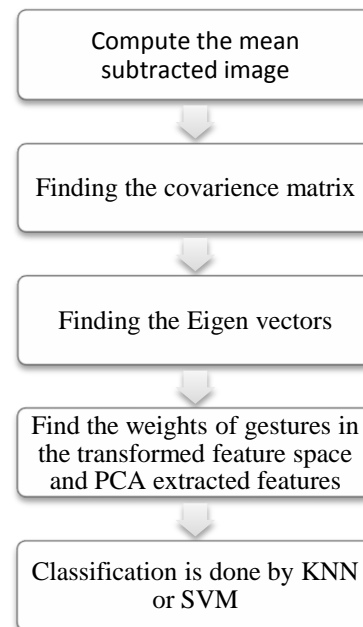 Compute the mean
subtracted image
Finding the covarience matrix
Finding the Eigen vectors
Find the weights of gestures in
the transformed feature space
and PCA extracted features
Classification is done by KNN
or SVM